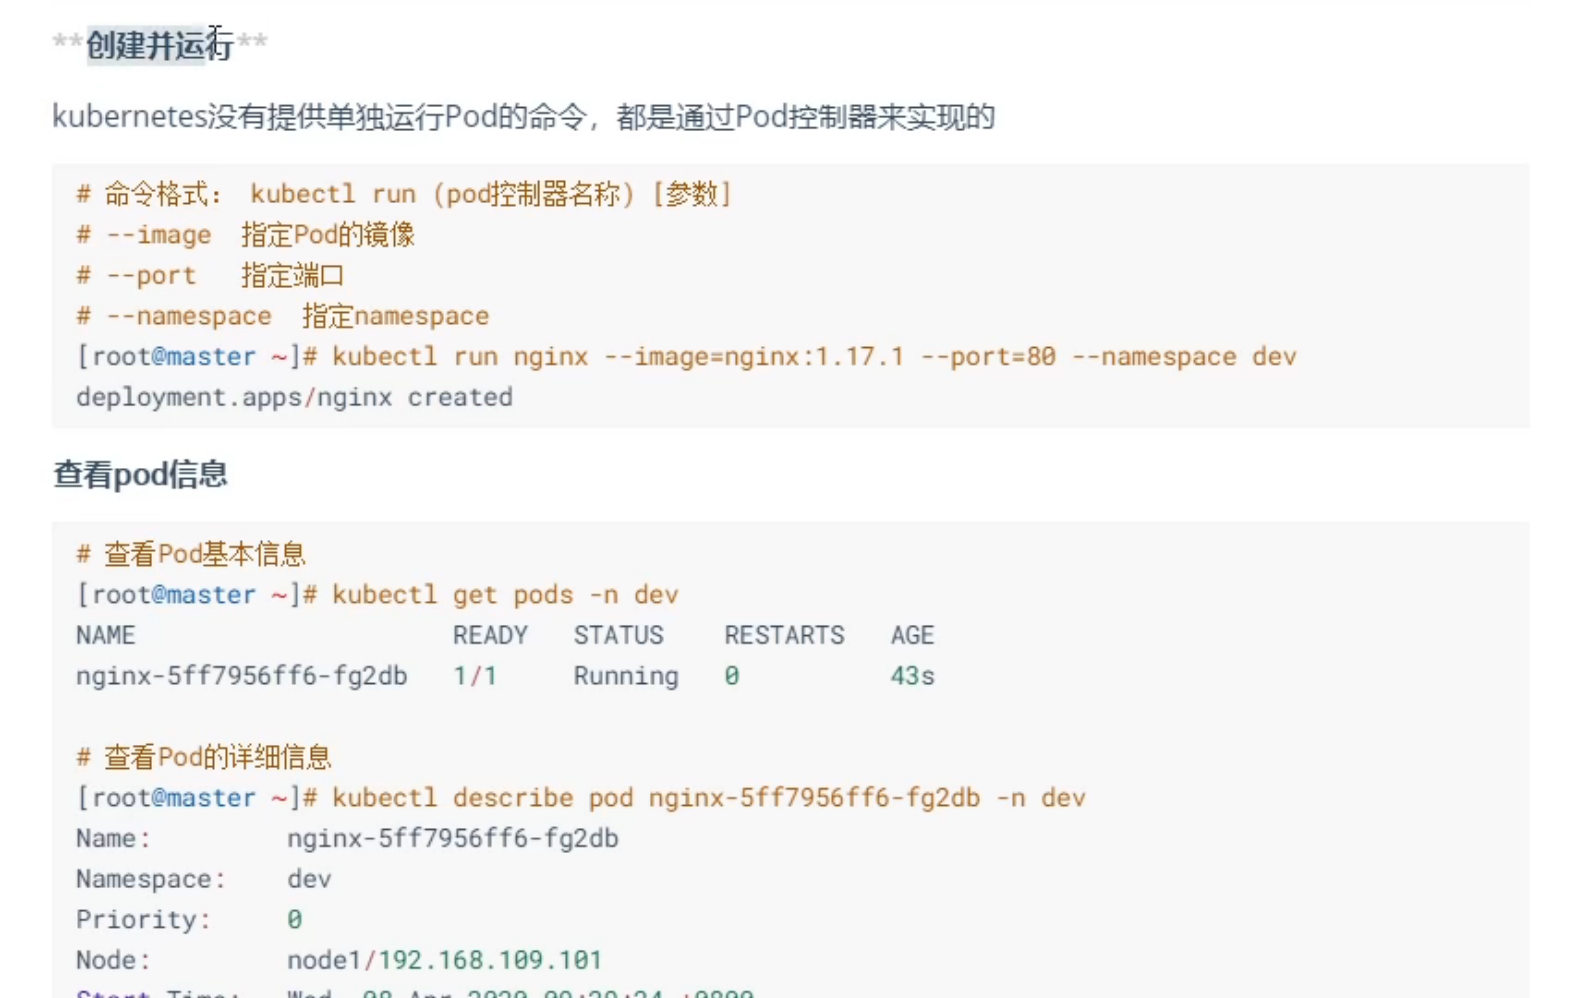 **创建并运行**
kubernetes没有提供单独运行Pod的命令，都是通过Pod控制器来实现的
# 命令格式： kubectl run (pod控制器名称) [参数]
# --image  指定Pod的镜像
# --port   指定端口
# --namespace  指定namespace
[root@master ~]# kubectl run nginx --image=nginx:1.17.1 --port=80 --namespace dev
deployment.apps/nginx created
查看pod信息
# 查看Pod基本信息
[root@master ~]# kubectl get pods -n dev
NAME                     READY   STATUS    RESTARTS   AGE
nginx-5ff7956ff6-fg2db   1/1     Running   0          43s
# 查看Pod的详细信息
[root@master ~]# kubectl describe pod nginx-5ff7956ff6-fg2db -n dev
Name:         nginx-5ff7956ff6-fg2db
Namespace:    dev
Priority:     0
Node:         node1/192.168.109.101
Start Time:   Wed, 08 Apr 2020